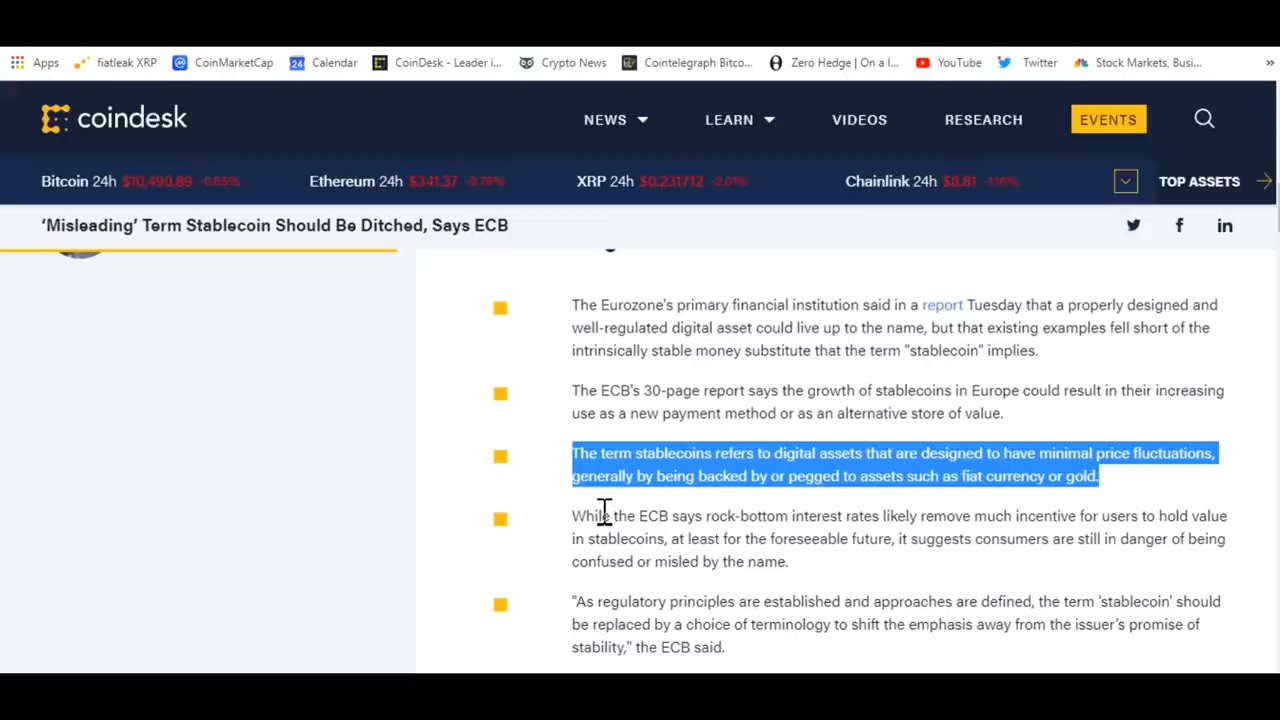 Apps fiatleak XRP CoinMarketCap 24 Calendar CoinDesk - Leader i... Crypto News Cointelegraph Bitco... Zero Hedge | On a l... YouTube Twitter Stock Markets, Busi... »
coindesk NEWS LEARN VIDEOS RESEARCH EVENTS
Bitcoin 24h $10,490.89 -0.65% Ethereum 24h $341.37 -0.78% XRP 24h $0.231712 -2.01% Chainlink 24h $8.81 -1.16% TOP ASSETS
‘Misleading’ Term Stablecoin Should Be Ditched, Says ECB
The Eurozone's primary financial institution said in a report Tuesday that a properly designed and
well-regulated digital asset could live up to the name, but that existing examples fell short of the
intrinsically stable money substitute that the term "stablecoin" implies.
The ECB's 30-page report says the growth of stablecoins in Europe could result in their increasing
use as a new payment method or as an alternative store of value.
The term stablecoins refers to digital assets that are designed to have minimal price fluctuations,
generally by being backed by or pegged to assets such as fiat currency or gold.
While the ECB says rock-bottom interest rates likely remove much incentive for users to hold value
in stablecoins, at least for the foreseeable future, it suggests consumers are still in danger of being
confused or misled by the name.
"As regulatory principles are established and approaches are defined, the term 'stablecoin' should
be replaced by a choice of terminology to shift the emphasis away from the issuer's promise of
stability," the ECB said.